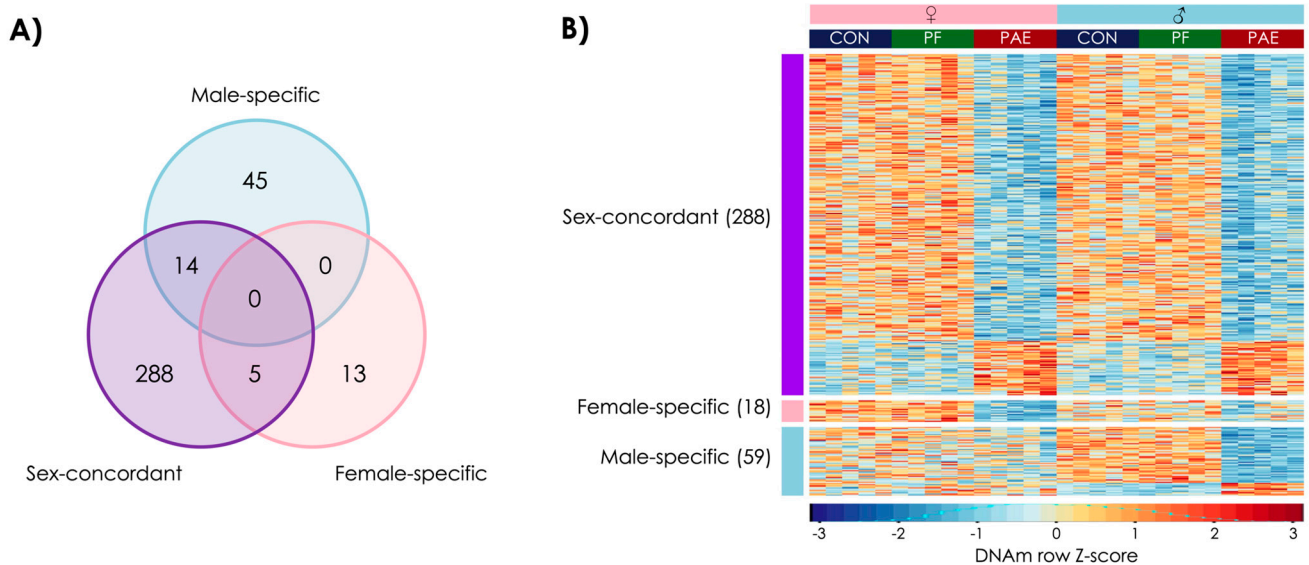 A)
Male-specific
45
14
0
0
288
5
13
Sex-concordant
Female-specific
B)
♀ ♂
CON PF PAE CON PF PAE
Sex-concordant (288)
Female-specific (18)
Male-specific (59)
-3 -2 -1 0 1 2 3
DNAm row Z-score